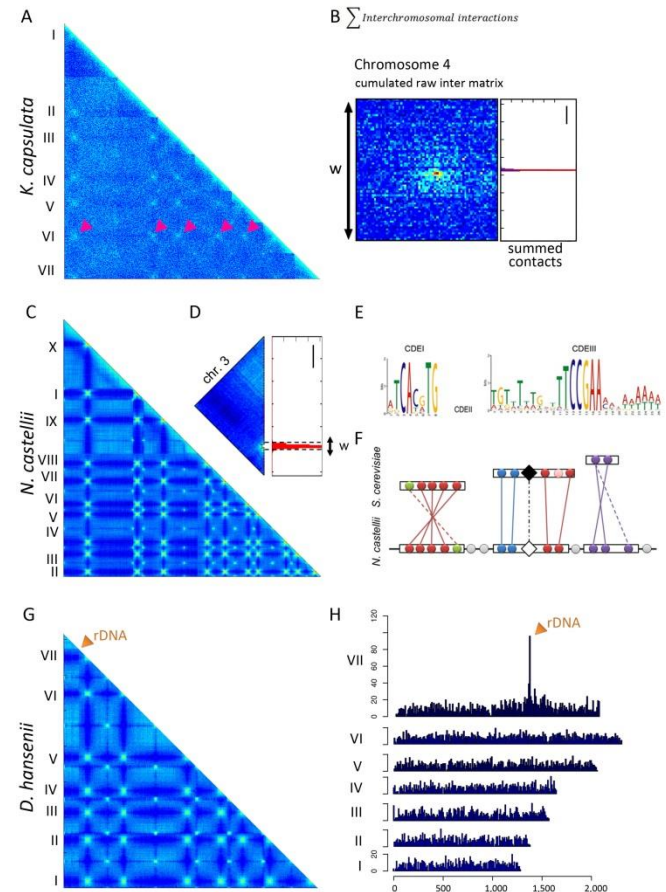 A
I
II
III
IV
V
VI
VII
K. capsulata
B
∑ Interchromosomal interactions
Chromosome 4
cumulated raw inter matrix
w
summed
contacts
C
X
I
IX
VIII
VII
VI
V
IV
III
II
N. castellii
D
chr. 3
w
E
CDEI
CDEII
CDEIII
F
S. cerevisiae
N. castellii
G
rDNA
VII
VI
V
IV
III
II
I
D. hansenii
H
rDNA
120
100
80
60
40
20
0
VII
VI
V
IV
III
II
I
20
0
0
500
1.000
1.500
2.000